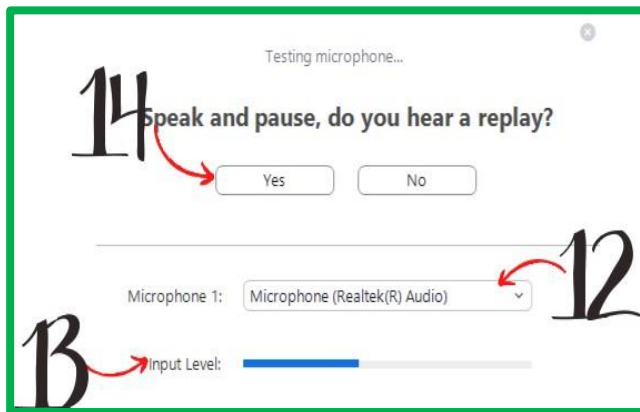 Testing microphone...
14
Speak and pause, do you hear a replay?
Yes No
12
Microphone 1: Microphone (Realtek(R) Audio)
13
Input Level: